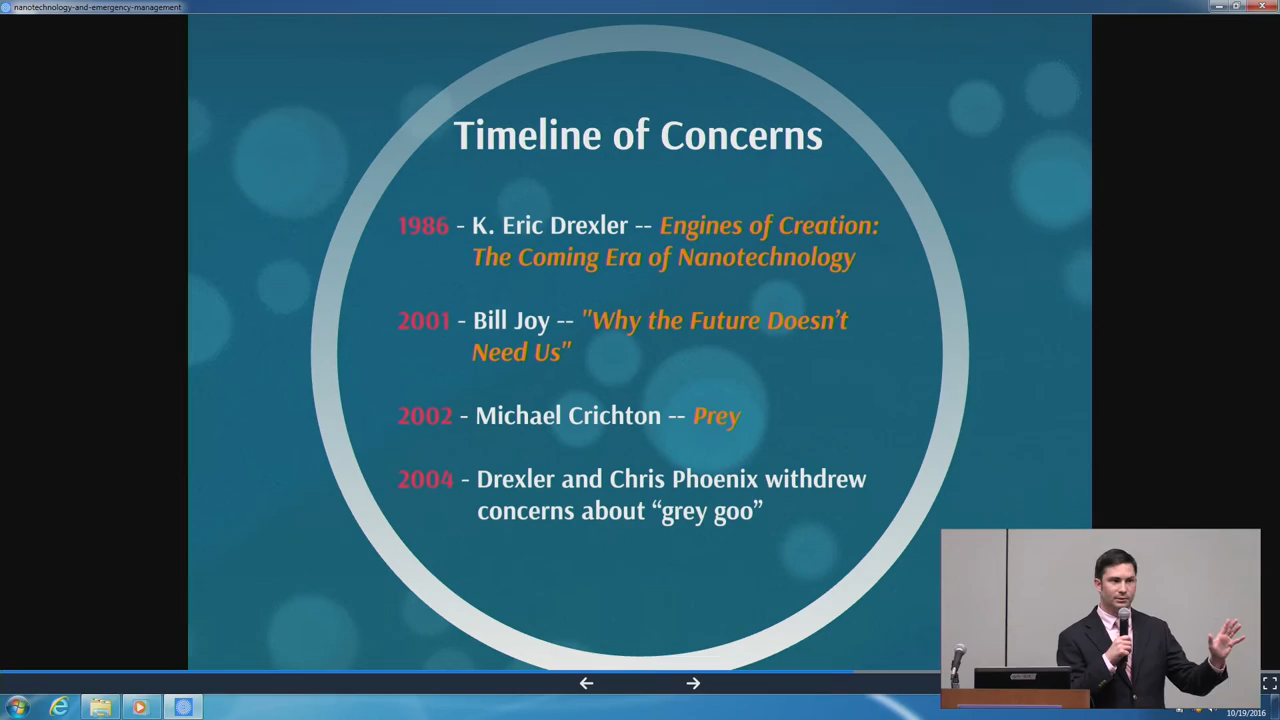 nanotechnology-and-emergency-management
Timeline of Concerns
1986 - K. Eric Drexler -- Engines of Creation:
The Coming Era of Nanotechnology
2001 - Bill Joy -- "Why the Future Doesn't
Need Us"
2002 - Michael Crichton -- Prey
2004 - Drexler and Chris Phoenix withdrew
concerns about “grey goo”
10/19/2016